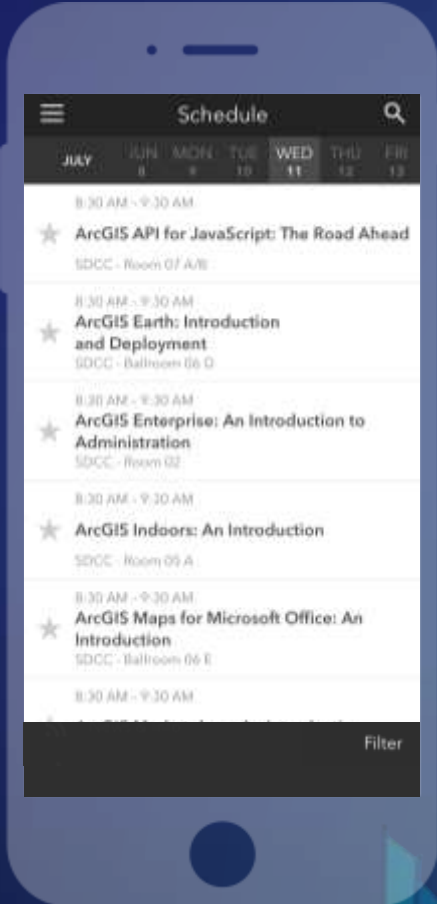 Schedule
JULY SUN MON TUE WED THU FRI
8 9 10 11 12 13
8:30 AM - 9:30 AM
ArcGIS API for JavaScript: The Road Ahead
SDCC - Room 07 A/B
8:30 AM - 9:30 AM
ArcGIS Earth: Introduction
and Deployment
SDCC - Ballroom 06 D
8:30 AM - 9:30 AM
ArcGIS Enterprise: An Introduction to
Administration
SDCC - Room 02
8:30 AM - 9:30 AM
ArcGIS Indoors: An Introduction
SDCC - Room 05 A
8:30 AM - 9:30 AM
ArcGIS Maps for Microsoft Office: An
Introduction
SDCC - Ballroom 06 E
8:30 AM - 9:30 AM
Filter